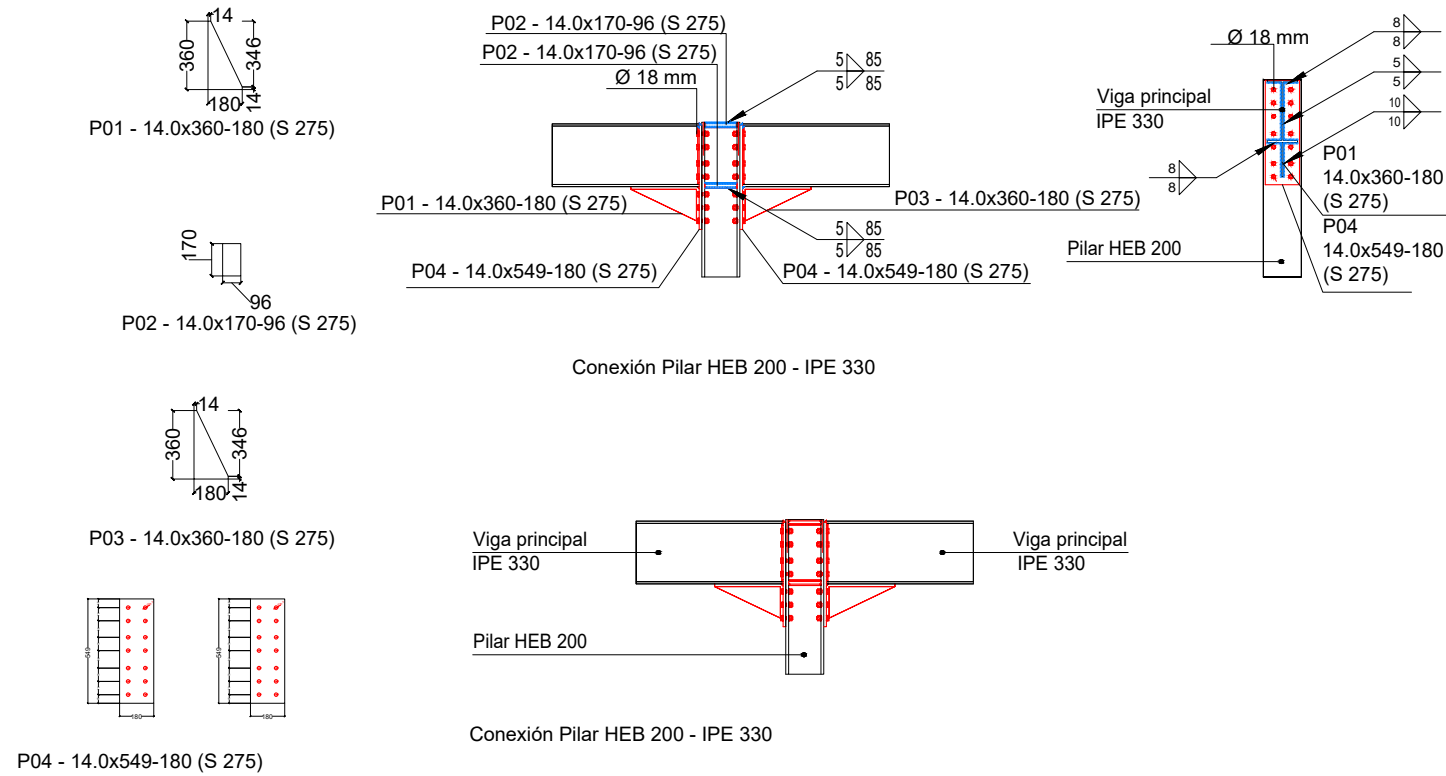 14
360
346
180
14
P01 - 14.0x360-180 (S 275)
170
96
P02 - 14.0x170-96 (S 275)
14
360
346
180
14
P03 - 14.0x360-180 (S 275)
549
180
549
180
P04 - 14.0x549-180 (S 275)
P02 - 14.0x170-96 (S 275)
P02 - 14.0x170-96 (S 275)
Ø 18 mm
5 85
5 85
P01 - 14.0x360-180 (S 275)
P03 - 14.0x360-180 (S 275)
5 85
5 85
P04 - 14.0x549-180 (S 275)
P04 - 14.0x549-180 (S 275)
Conexión Pilar HEB 200 - IPE 330
Ø 18 mm
8
8
5
5
10
10
Viga principal
IPE 330
8
8
P01
14.0x360-180
(S 275)
P04
14.0x549-180
(S 275)
Pilar HEB 200
Viga principal
IPE 330
Viga principal
IPE 330
Pilar HEB 200
Conexión Pilar HEB 200 - IPE 330